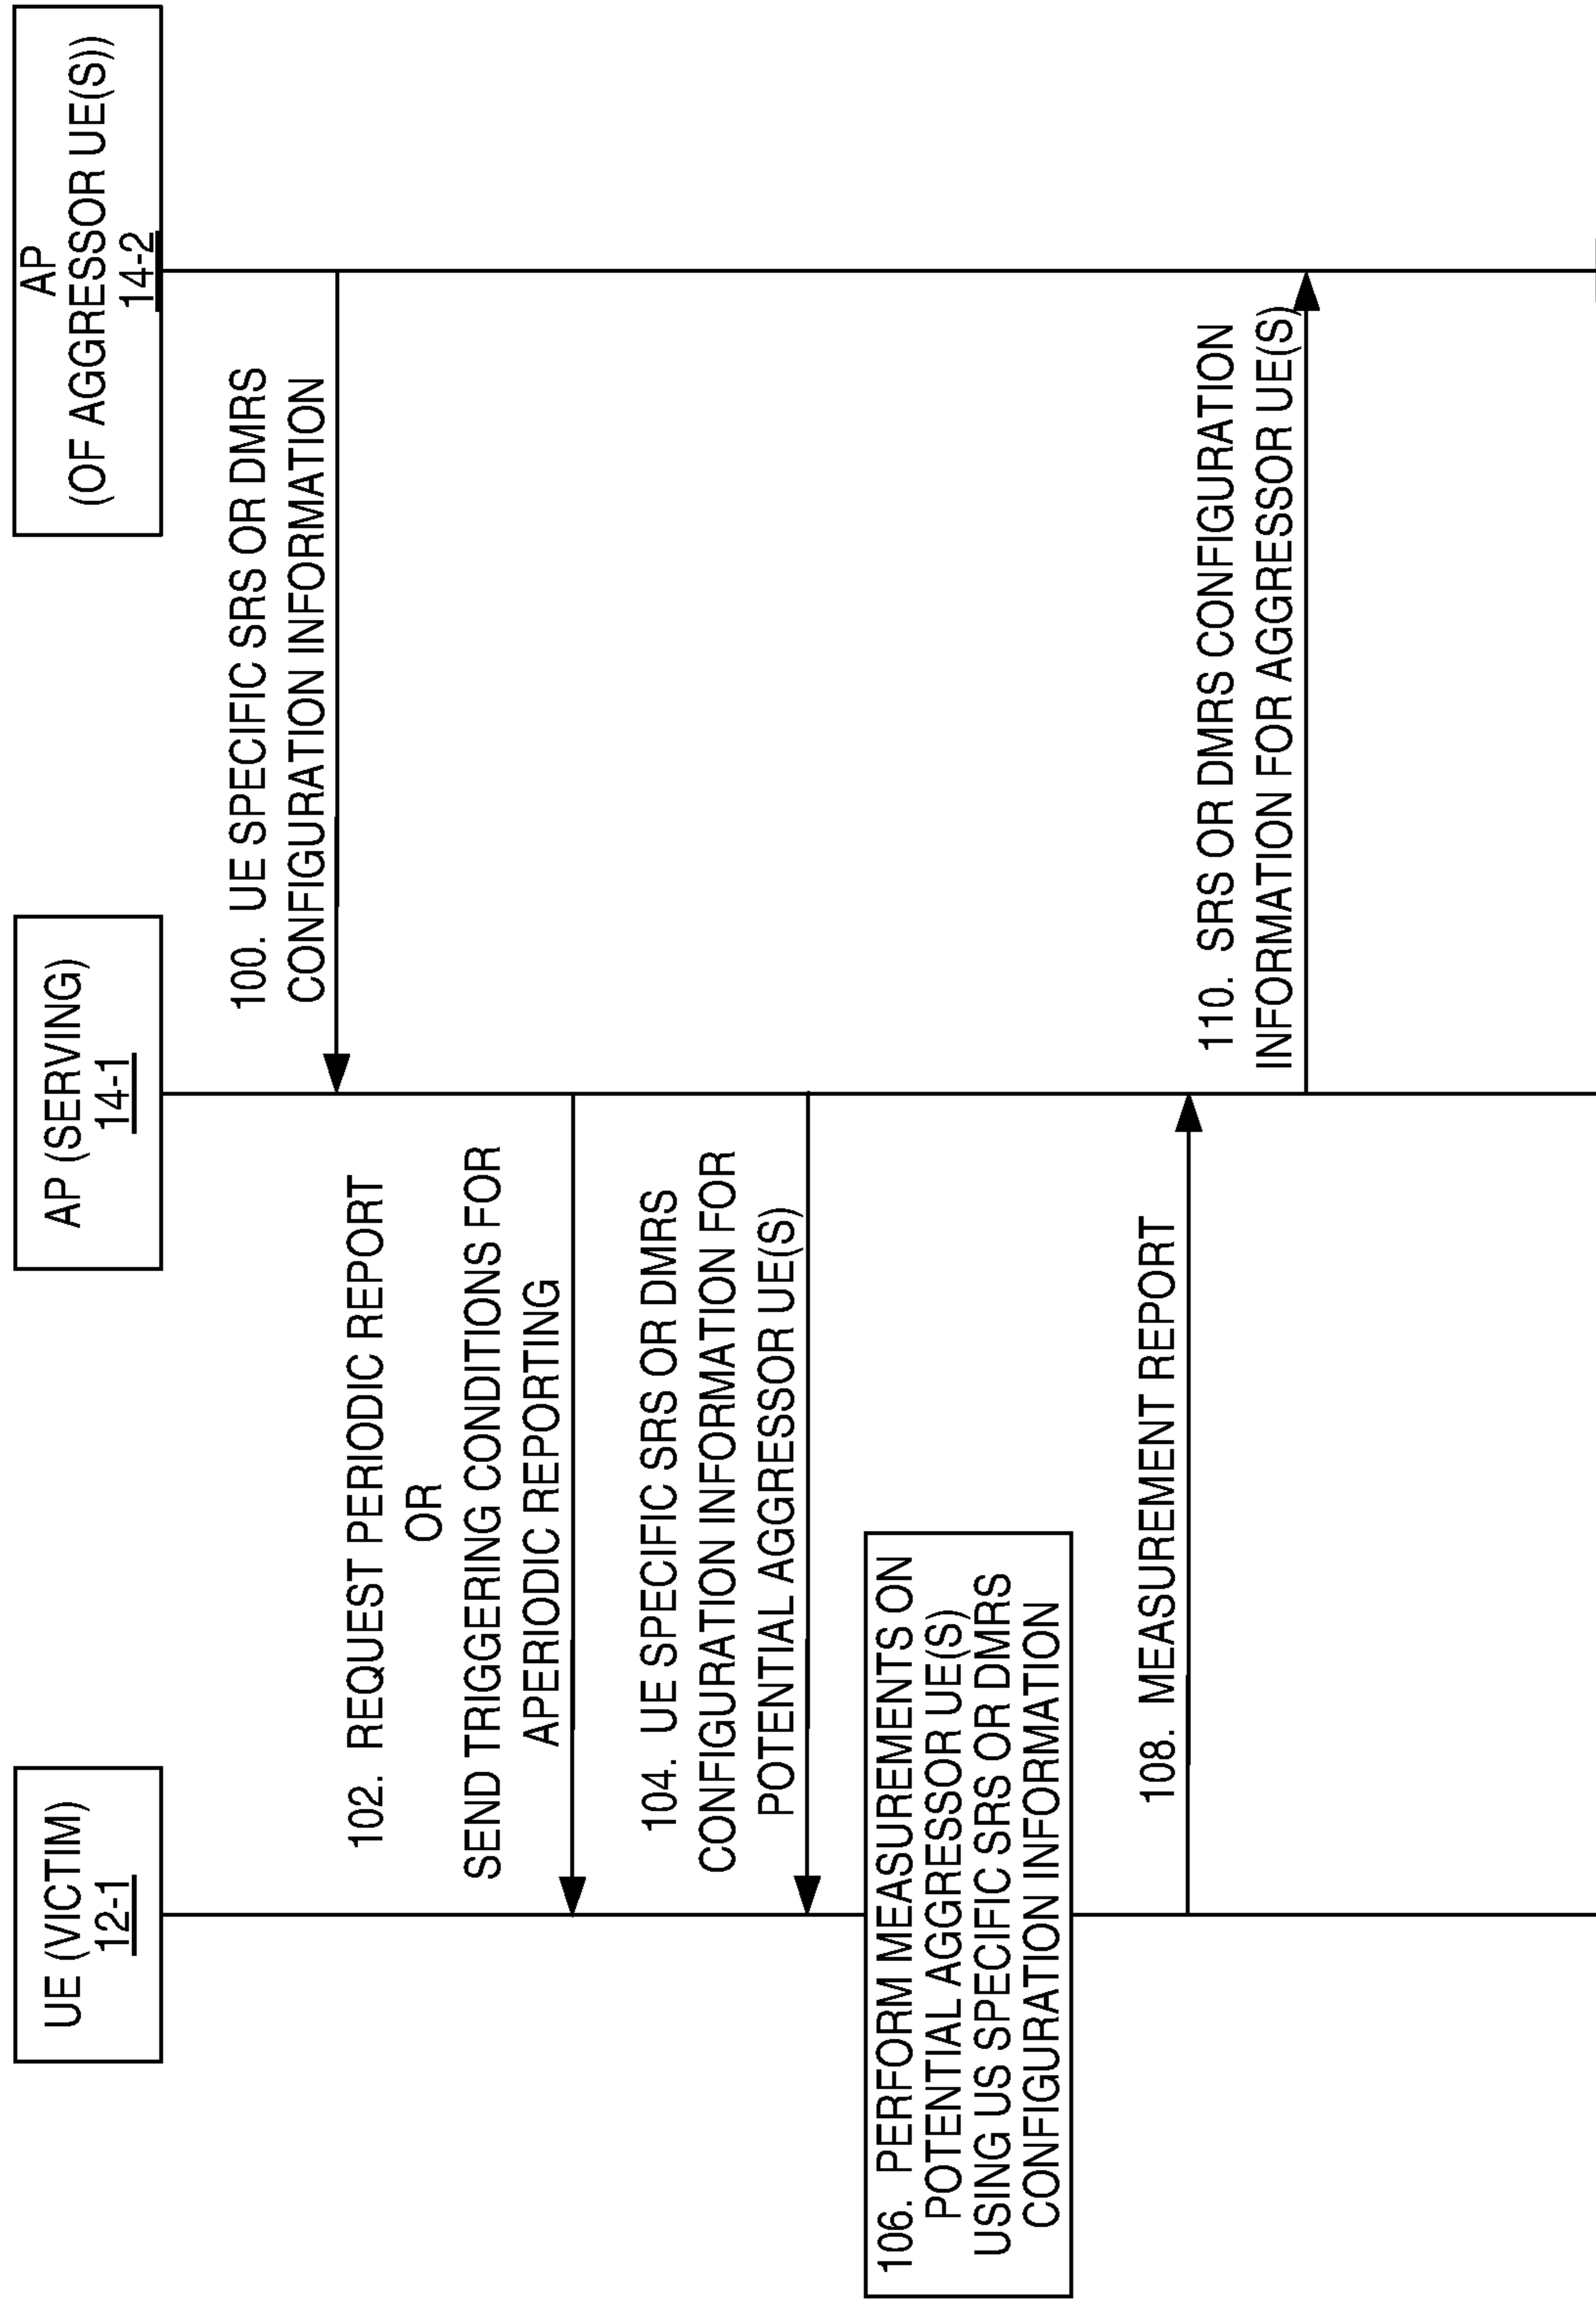 UE (VICTIM)
12-1
AP (SERVING)
14-1
AP
(OF AGGRESSOR UE(S))
14-2
100. UE SPECIFIC SRS OR DMRS
CONFIGURATION INFORMATION
102. REQUEST PERIODIC REPORT
OR
SEND TRIGGERING CONDITIONS FOR
APERIODIC REPORTING
104. UE SPECIFIC SRS OR DMRS
CONFIGURATION INFORMATION FOR
POTENTIAL AGGRESSOR UE(S)
106. PERFORM MEASUREMENTS ON
POTENTIAL AGGRESSOR UE(S)
USING US SPECIFIC SRS OR DMRS
CONFIGURATION INFORMATION
108. MEASUREMENT REPORT
110. SRS OR DMRS CONFIGURATION
INFORMATION FOR AGGRESSOR UE(S)